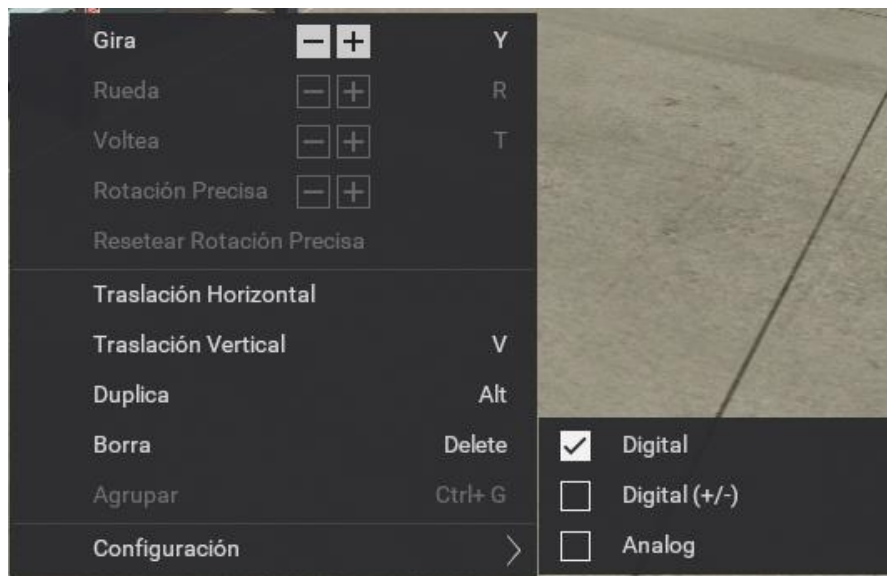 Gira − + Y
Rueda − + R
Voltea − + T
Rotación Precisa − +
Resetear Rotación Precisa
Traslación Horizontal
Traslación Vertical V
Duplica Alt
Borra Delete
Agrupar Ctrl+ G
Configuración
Digital
Digital (+/-)
Analog